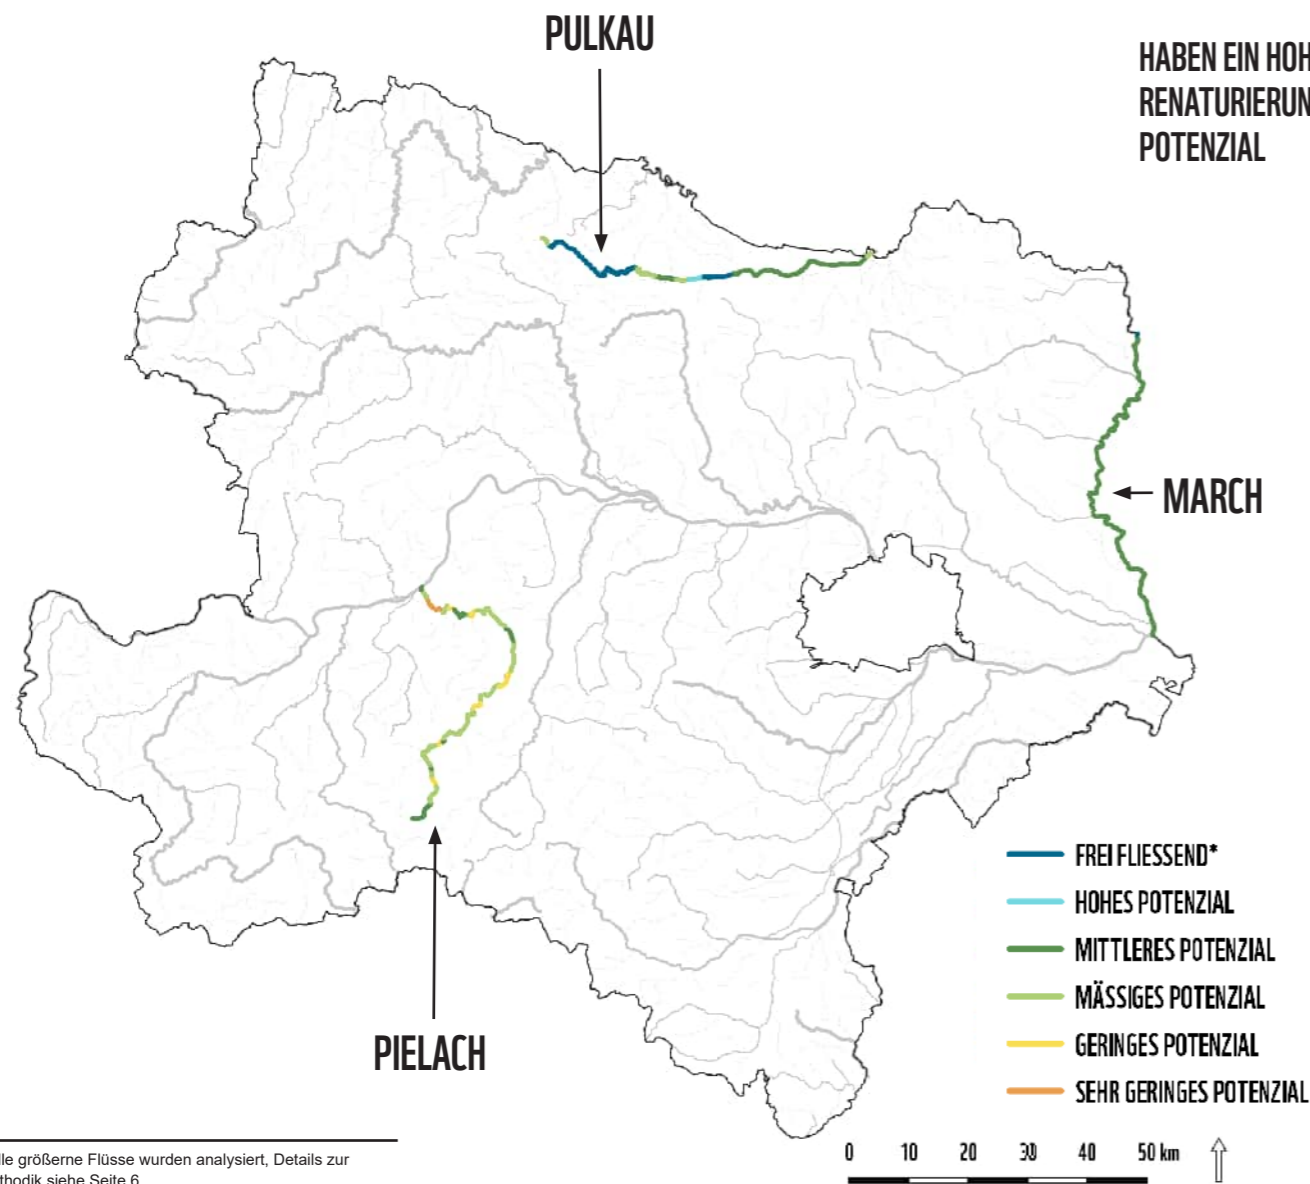 PULKAU
HABEN EIN HOH
RENATURIERUN
POTENZIAL
MARCH
PIELACH
FREI FLIESSEND*
HOHES POTENZIAL
MITTLERES POTENZIAL
MÄSSIGES POTENZIAL
GERINGES POTENZIAL
SEHR GERINGES POTENZIAL
0 10 20 30 40 50 km
lle größerne Flüsse wurden analysiert, Details zur
thodik siehe Seite 6